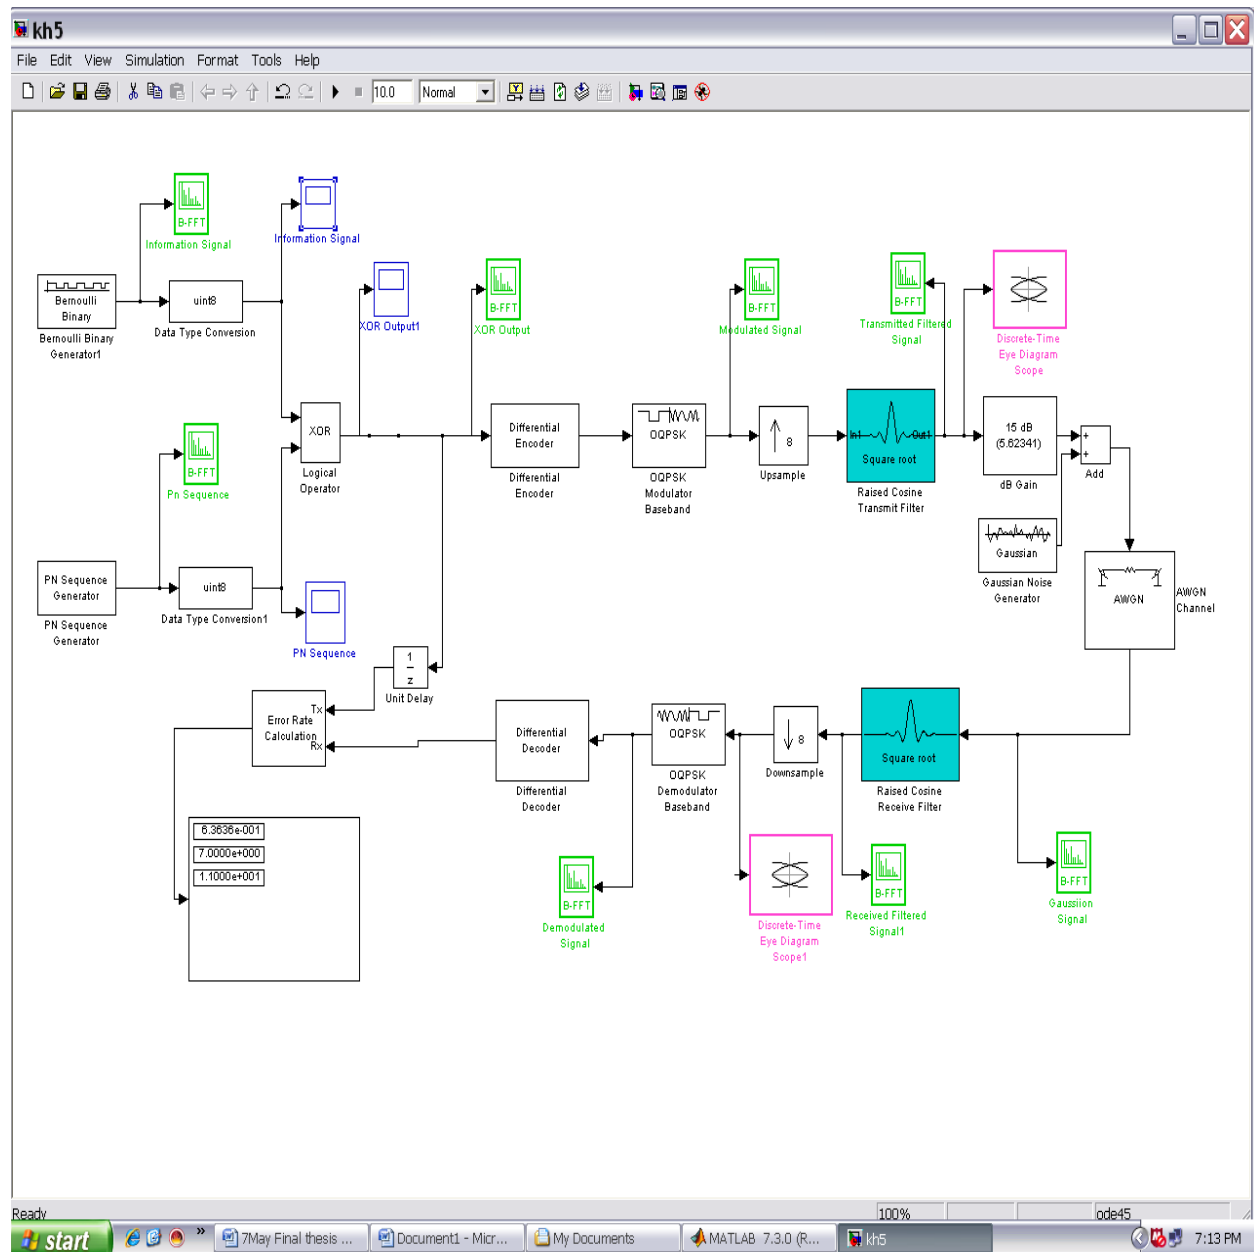 kh5
File Edit View Simulation Format Tools Help
10.0 Normal
B-FFT
Information Signal
Information Signal
Bernoulli
Binary
Bernoulli Binary
Generator1
uint8
Data Type Conversion
XOR Output1
B-FFT
XOR Output
B-FFT
Modulated Signal
B-FFT
Transmitted Filtered
Signal
Discrete-Time
Eye Diagram
Scope
XOR
Logical
Operator
Differential
Encoder
Differential
Encoder
OQPSK
OQPSK
Modulator
Baseband
8
Upsample
In1 Out1
Square root
Raised Cosine
Transmit Filter
15 dB
(5.62341)
dB Gain
+
+
Add
B-FFT
Pn Sequence
Gaussian
Gaussian Noise
Generator
AWGN
AWGN
Channel
PN Sequence
Generator
PN Sequence
Generator
uint8
Data Type Conversion1
PN Sequence
1
z
Unit Delay
Error Rate
Calculation
Tx
Rx
Differential
Decoder
Differential
Decoder
OQPSK
OQPSK
Demodulator
Baseband
8
Downsample
Square root
Raised Cosine
Receive Filter
6.3636e-001
7.0000e+000
1.1000e+001
B-FFT
Demodulated
Signal
Discrete-Time
Eye Diagram
Scope1
B-FFT
Received Filtered
Signal1
B-FFT
Gaussiion
Signal
Ready 100% ode45
start » 7May Final thesis ... Document1 - Micr... My Documents MATLAB 7.3.0 (R... kh5 7:13 PM